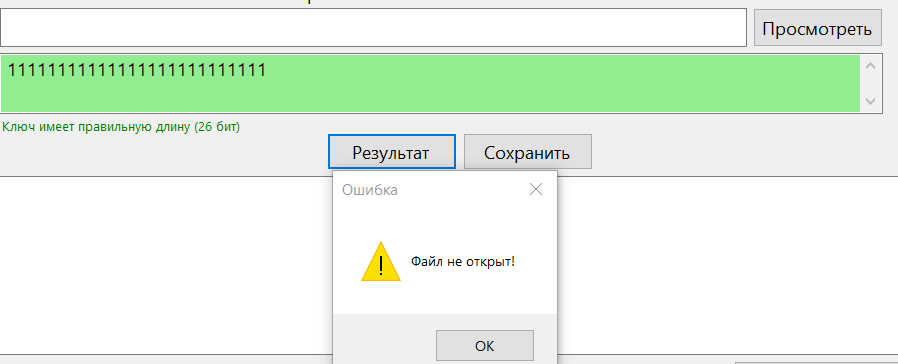 Просмотреть
11111111111111111111111111
Ключ имеет правильную длину (26 бит)
Результат
Сохранить
Ошибка
Файл не открыт!
OK